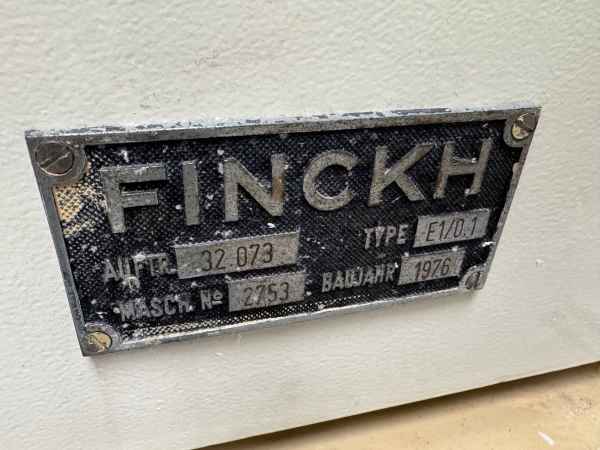 FINCKH
AUFTR. 32.073 TYPE E1/0.1
MASCH. Nº 2753 BAUJAHR 1976